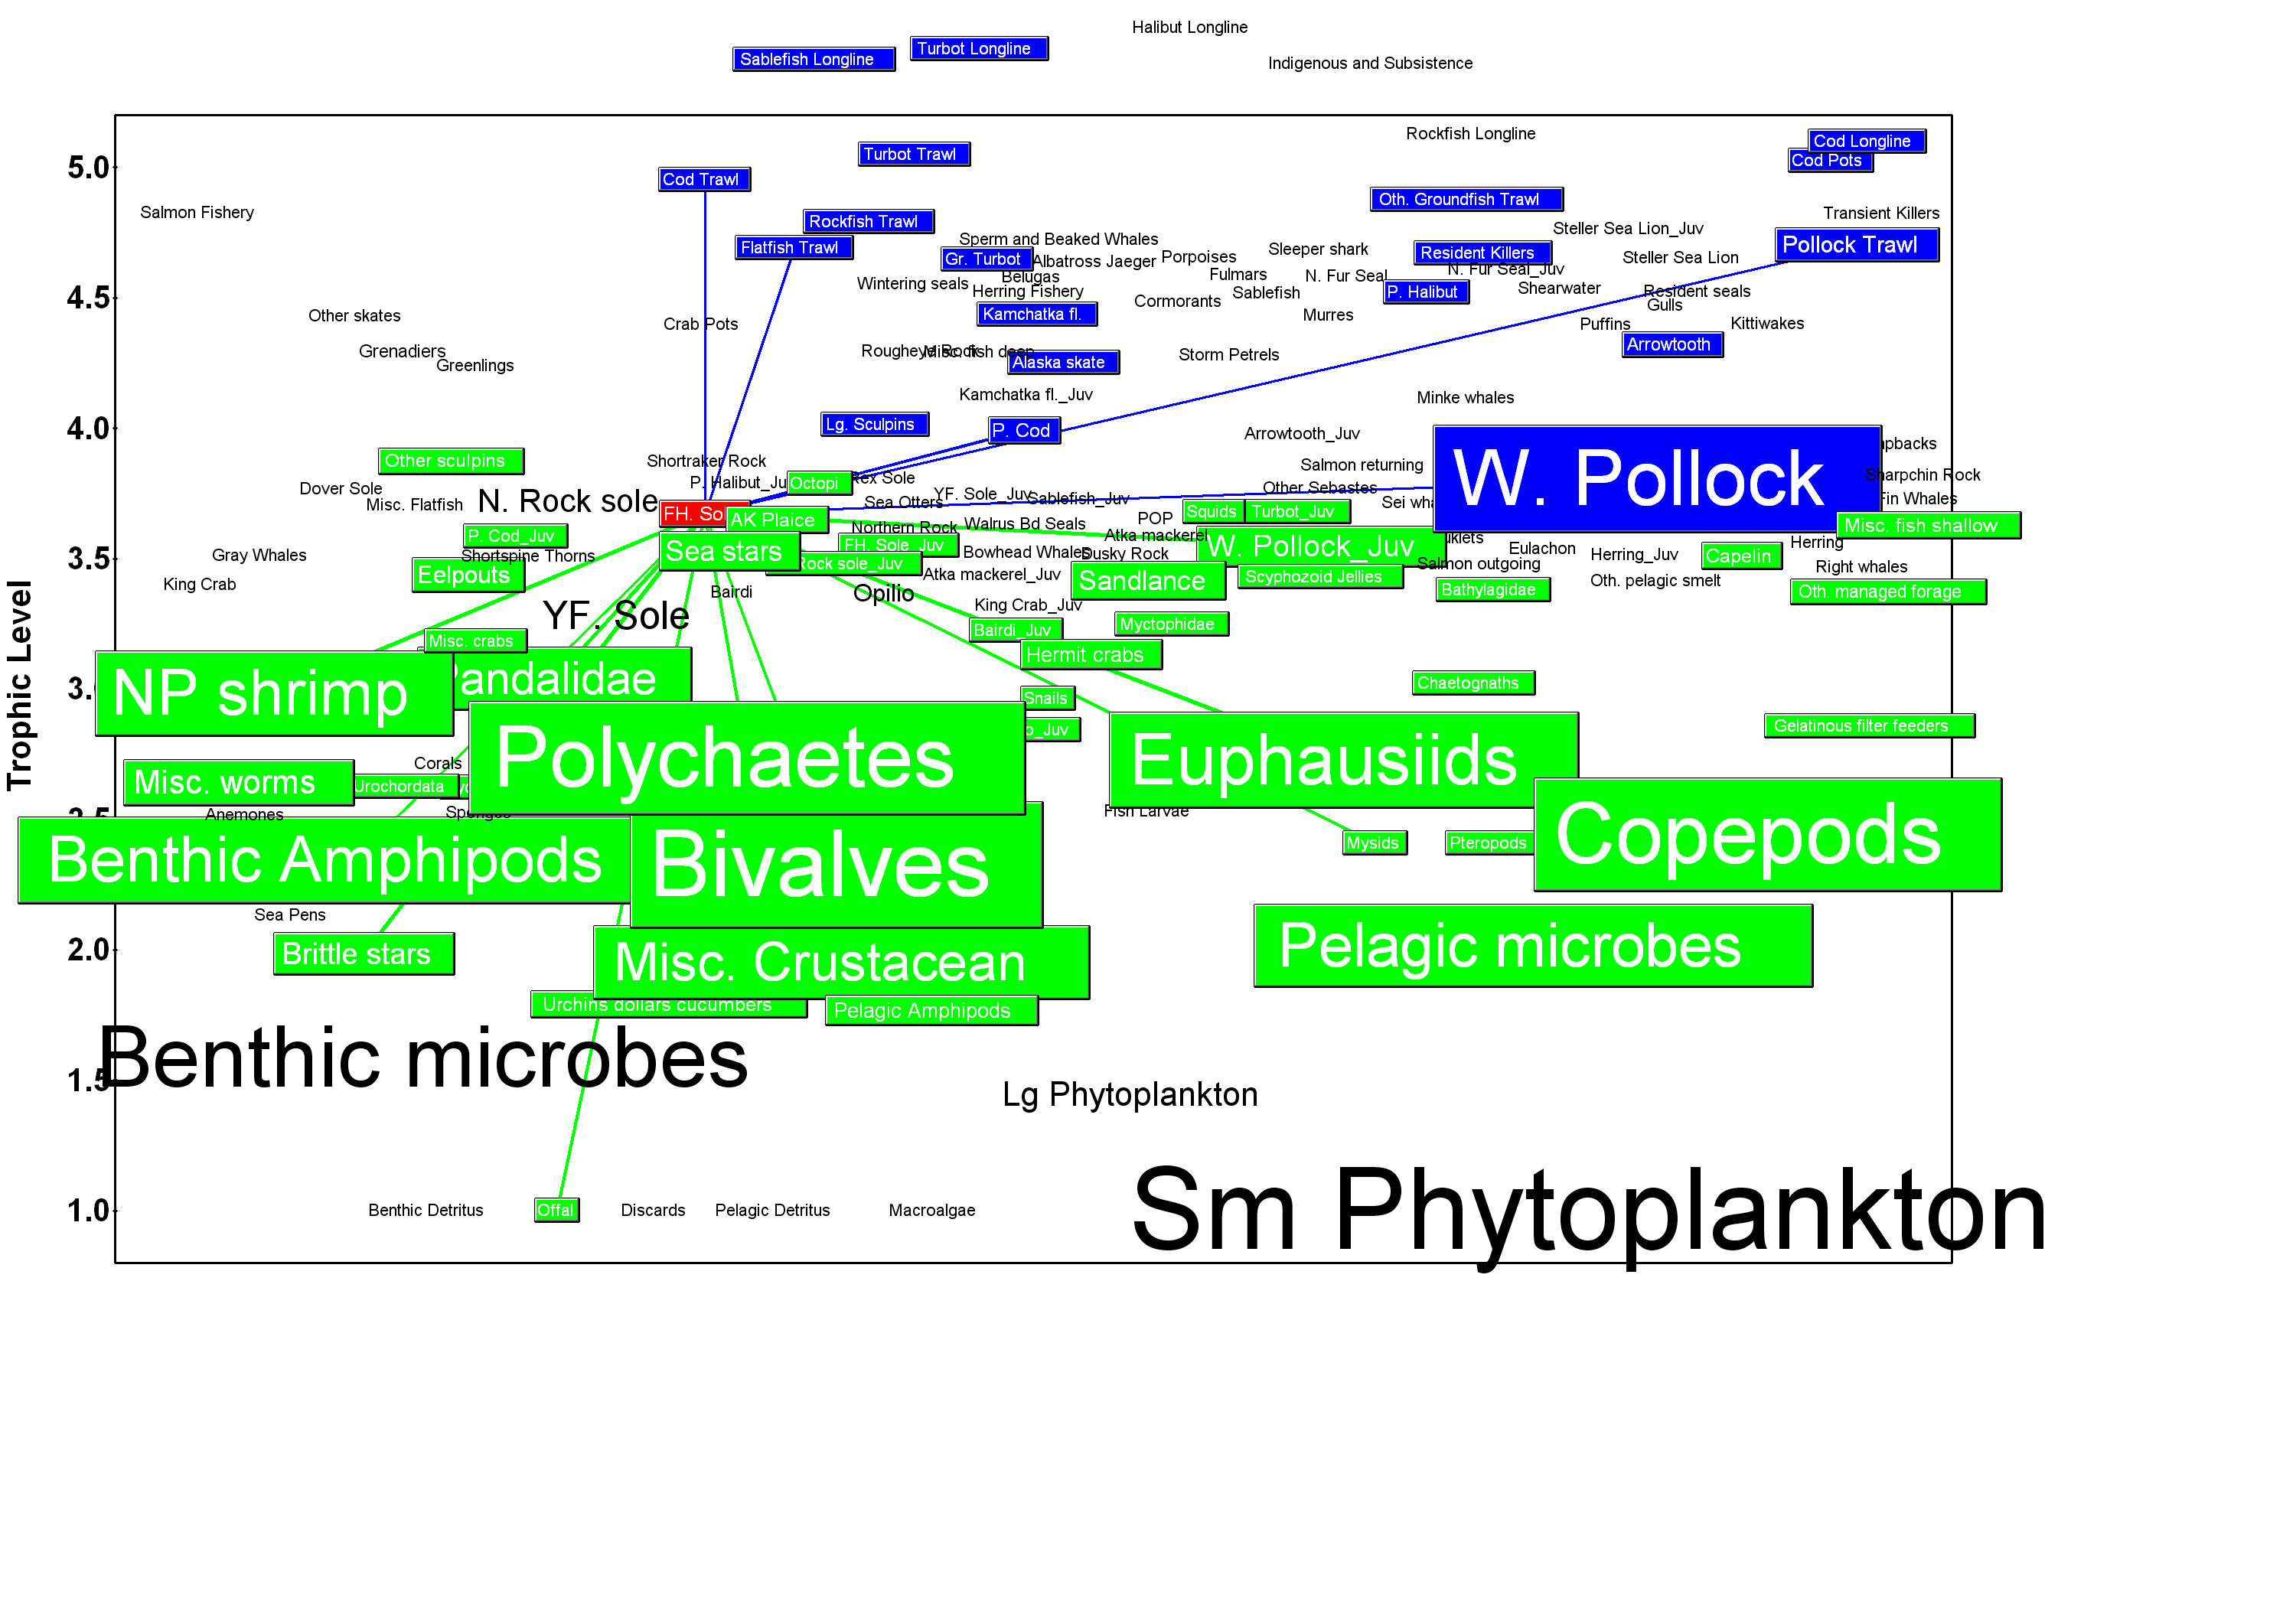 Halibut Longline
Turbot Longline
Sablefish Longline
Indigenous and Subsistence
Rockfish Longline
Cod Longline
Turbot Trawl
Cod Pots
5.0
Cod Trawl
Oth. Groundfish Trawl
Salmon Fishery
Transient Killers
Rockfish Trawl
Steller Sea Lion_Juv
Sperm and Beaked Whales
Flatfish Trawl
Pollock Trawl
Sleeper shark
Resident Killers
Porpoises
Steller Sea Lion
Gr. Turbot
Albatross Jaeger
N. Fur Seal_Juv
Fulmars
Belugas
N. Fur Seal
Wintering seals
Shearwater
Herring Fishery
Sablefish
P. Halibut
Resident seals
4.5
Cormorants
Gulls
Other skates
Kamchatka fl.
Murres
Crab Pots
Puffins
Kittiwakes
Arrowtooth
Grenadiers
Rougheye Rock
Misc. fish deep
Storm Petrels
Greenlings
Alaska skate
Kamchatka fl._Juv
Minke whales
Lg. Sculpins
4.0
P. Cod
Arrowtooth_Juv
pbacks
Other sculpins
Shortraker Rock
Salmon returning
W. Pollock
Sharpchin Rock
P. Halibut_Ju
Octopi
Rex Sole
Dover Sole
Other Sebastes
YF. Sole_Juv
Sablefish_Juv
Fin Whales
N. Rock sole
Misc. Flatfish
Sea Otters
Sei wha
FH. Sol
AK Plaice
Squids
Turbot_Juv
POP
Walrus Bd Seals
Misc. fish shallow
Northern Rock
P. Cod_Juv
Atka mackerel
uklets
FH. Sole_Juv
W. Pollock_Juv
Herring
Sea stars
Eulachon
3.5
Gray Whales
Shortspine Thorns
Bowhead Whales
Dusky Rock
Herring_Juv
Capelin
Rock sole_Juv
Salmon outgoing
Right whales
Eelpouts
Atka mackerel_Juv
Sandlance
Scyphozoid Jellies
Oth. pelagic smelt
King Crab
Bairdi
Opilio
Bathylagidae
Oth. managed forage
King Crab_Juv
YF. Sole
Myctophidae
Bairdi_Juv
Misc. crabs
Hermit crabs
Trophic Level
Pandalidae
Chaetognaths
3.
NP shrimp
Snails
Gelatinous filter feeders
o_Juv
Polychaetes
Euphausiids
Corals
Misc. worms
Urochordata
Fish Larvae
Anemones
Sponges
.5
Copepods
Mysids
Pteropods
Benthic Amphipods
Bivalves
Sea Pens
Pelagic microbes
2.0
Brittle stars
Misc. Crustacean
Urchins dollars cucumbers
Pelagic Amphipods
Benthic microbes
1.5
Lg Phytoplankton
1.0
Benthic Detritus
Offal
Discards
Pelagic Detritus
Macroalgae
Sm Phytoplankton